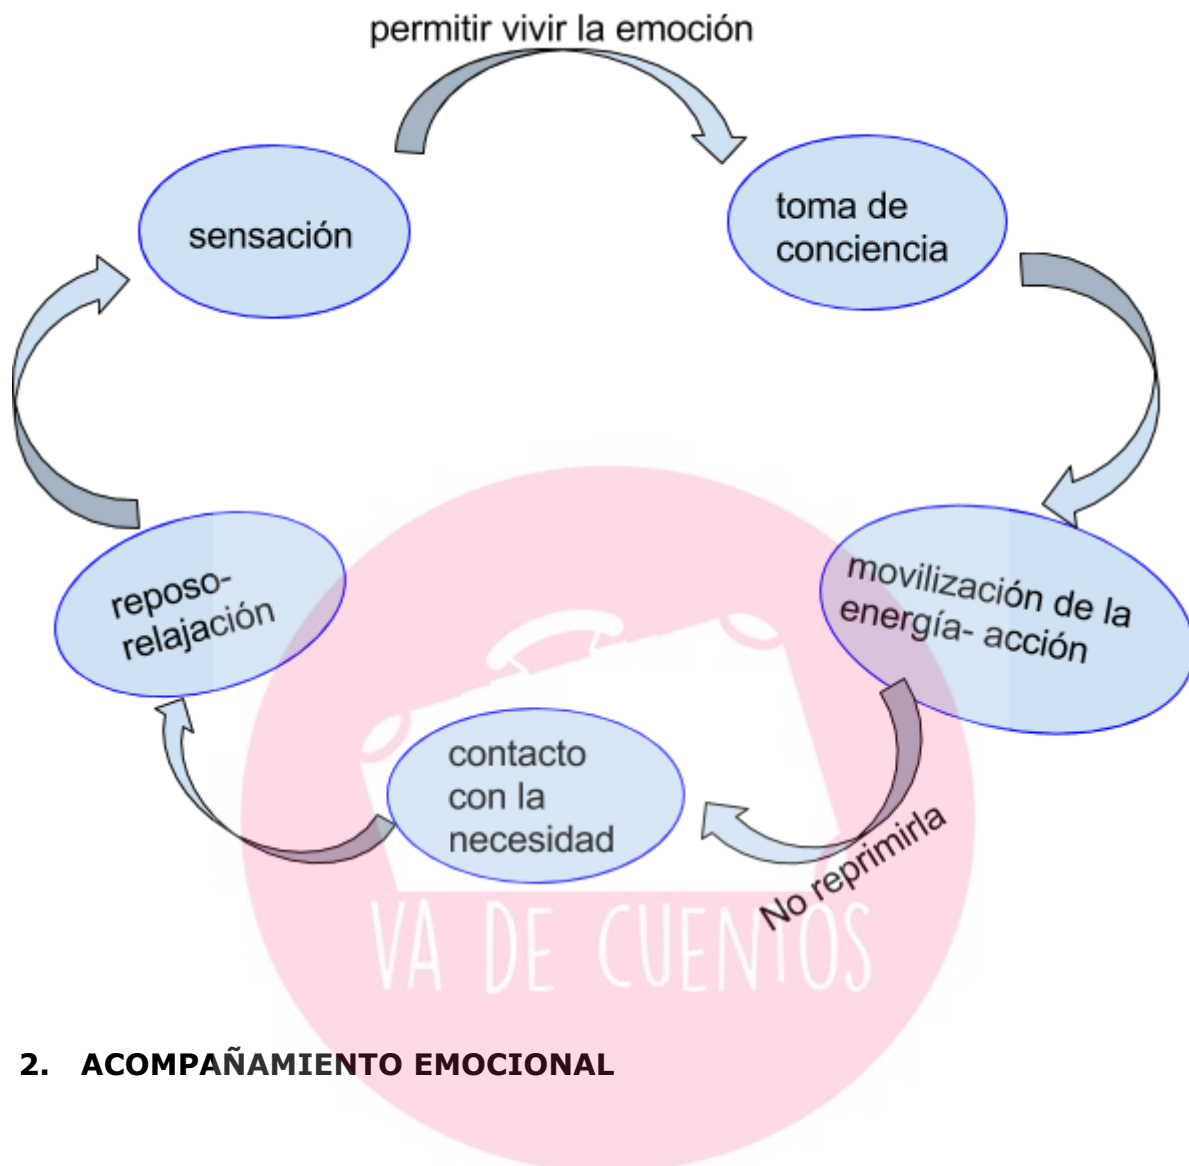 permitir vivir la emoción
sensación
toma de
conciencia
movilización de la
energía- acción
No reprimirla
contacto
con la
necesidad
reposo-
relajación
VA DE CUENTOS
2. ACOMPAÑAMIENTO EMOCIONAL